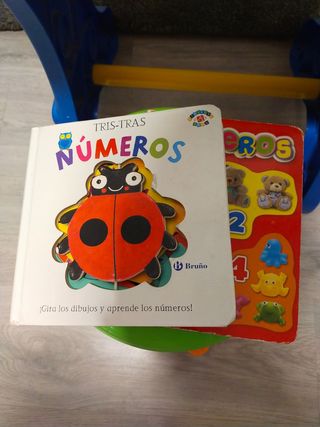 TRIS-TRAS
NÚMEROS
Bruño
¡Gira los dibujos y aprende los números!
EROS
2
4